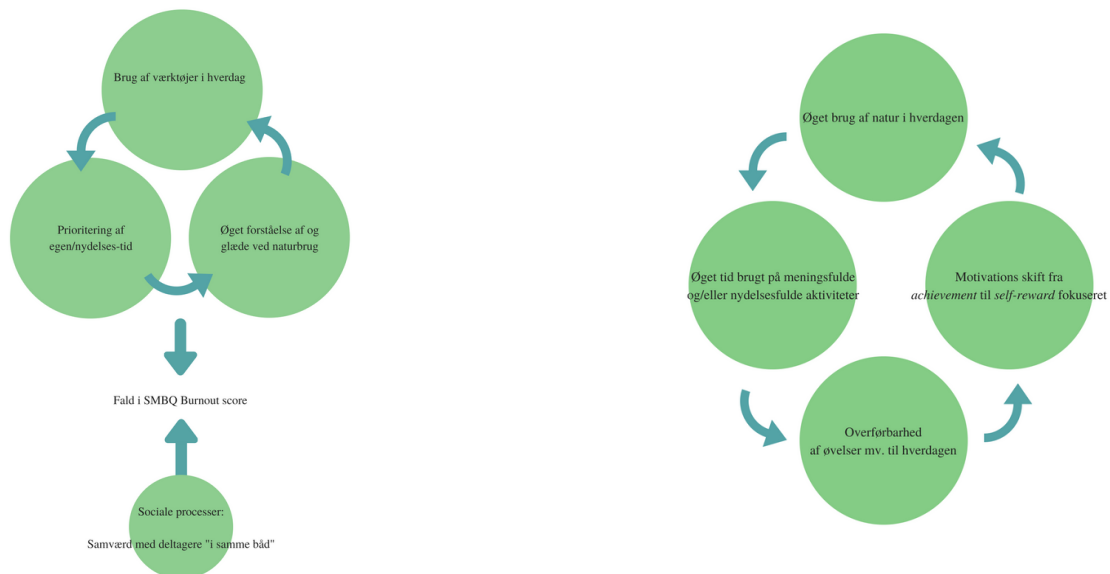 Brug af værktøjer i hverdag
Prioritering af
egen/nydelses-tid
Øget forståelse af og
glæde ved naturbrug
Fald i SMBQ Burnout score
Sociale processer:
Samværd med deltagere "i samme båd"
Øget brug af natur i hverdagen
Øget tid brugt på meningsfulde
og/eller nydelsesfulde aktiviteter
Motivations skift fra
achievement til self-reward fokuseret
Overførbarhed
af øvelser mv. til hverdagen